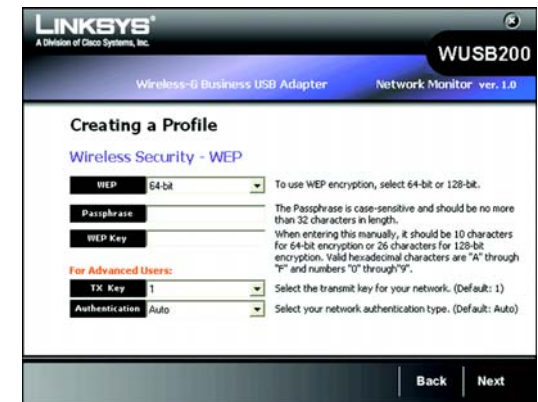 LINKSYS®
A Division of Cisco Systems, Inc.
WUSB200
Wireless-G Business USB Adapter Network Monitor ver. 1.0
Creating a Profile
Wireless Security - WEP
WEP 64-bit To use WEP encryption, select 64-bit or 128-bit.
Passphrase The Passphrase is case-sensitive and should be no more
than 32 characters in length.
WEP Key When entering this manually, it should be 10 characters
for 64-bit encryption or 26 characters for 128-bit
encryption. Valid hexadecimal characters are "A" through
"F" and numbers "0" through"9".
For Advanced Users:
TX Key 1 Select the transmit key for your network. (Default: 1)
Authentication Auto Select your network authentication type. (Default: Auto)
Back Next